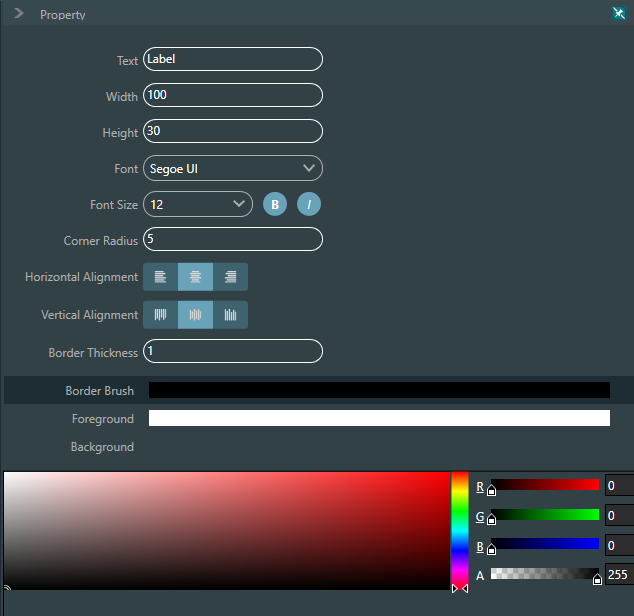 Property
Text Label
Width 100
Height 30
Font Segoe UI
Font Size 12 B I
Corner Radius 5
Horizontal Alignment
Vertical Alignment
Border Thickness 1
Border Brush
Foreground
Background
R 0
G 0
B 0
A 255